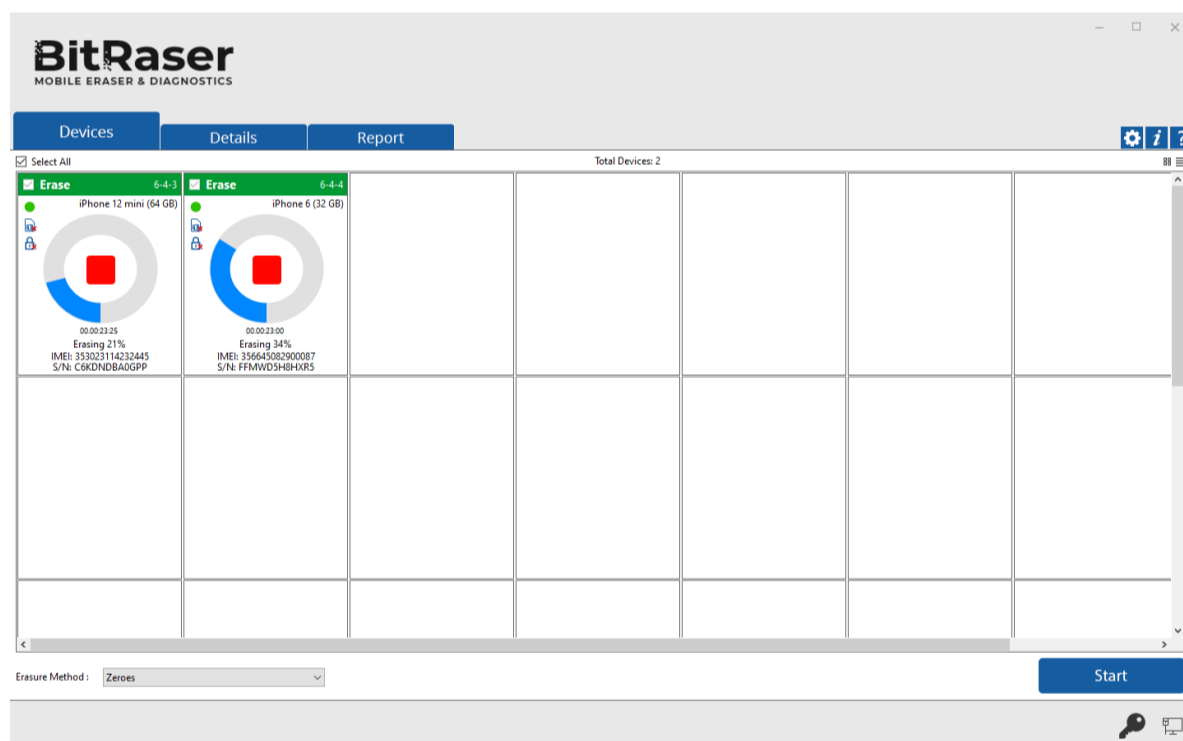 BitRaser
MOBILE ERASER & DIAGNOSTICS
Devices
Details
Report
Select All
Total Devices: 2
Erase 6-4-3
iPhone 12 mini (64 GB)
00.00:23:25
Erasing 21%
IMEI: 353023114232445
S/N: C6KDNDBA0GPP
Erase 6-4-4
iPhone 6 (32 GB)
00.00:23:00
Erasing 34%
IMEI: 356645082900087
S/N: FFMWD5H8HXR5
Erasure Method :
Zeroes
Start